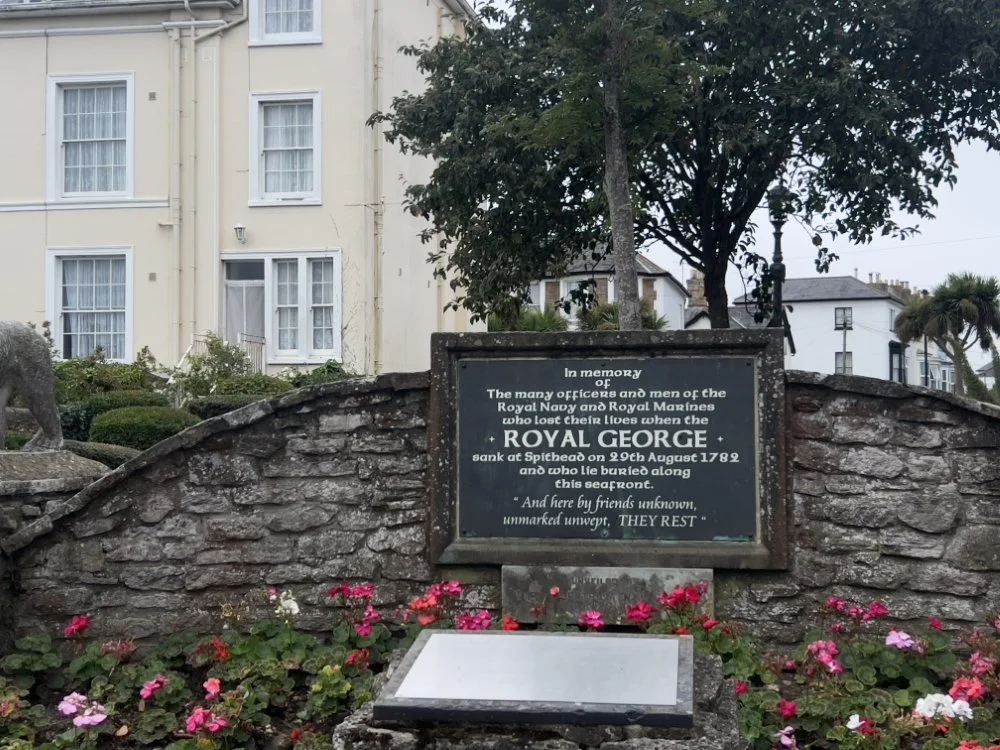 In memory
of
The many officers and men of the
Royal Navy and Royal Marines
who lost their lives when the
· ROYAL GEORGE ·
sank at Spithead on 29th August 1782
and who lie buried along
this seafront.
“ And here by friends unknown,
unmarked unwept, THEY REST “
UNVEILED